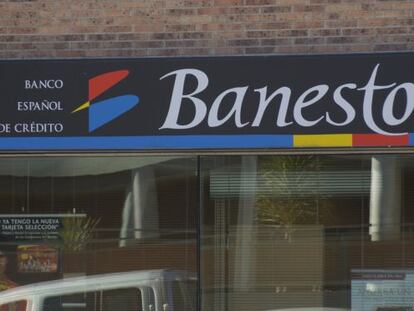 BANCO
ESPAÑOL
DE CRÉDITO
Banesto
YA TENGO LA NUEVA
TARJETA SELECCIÓN